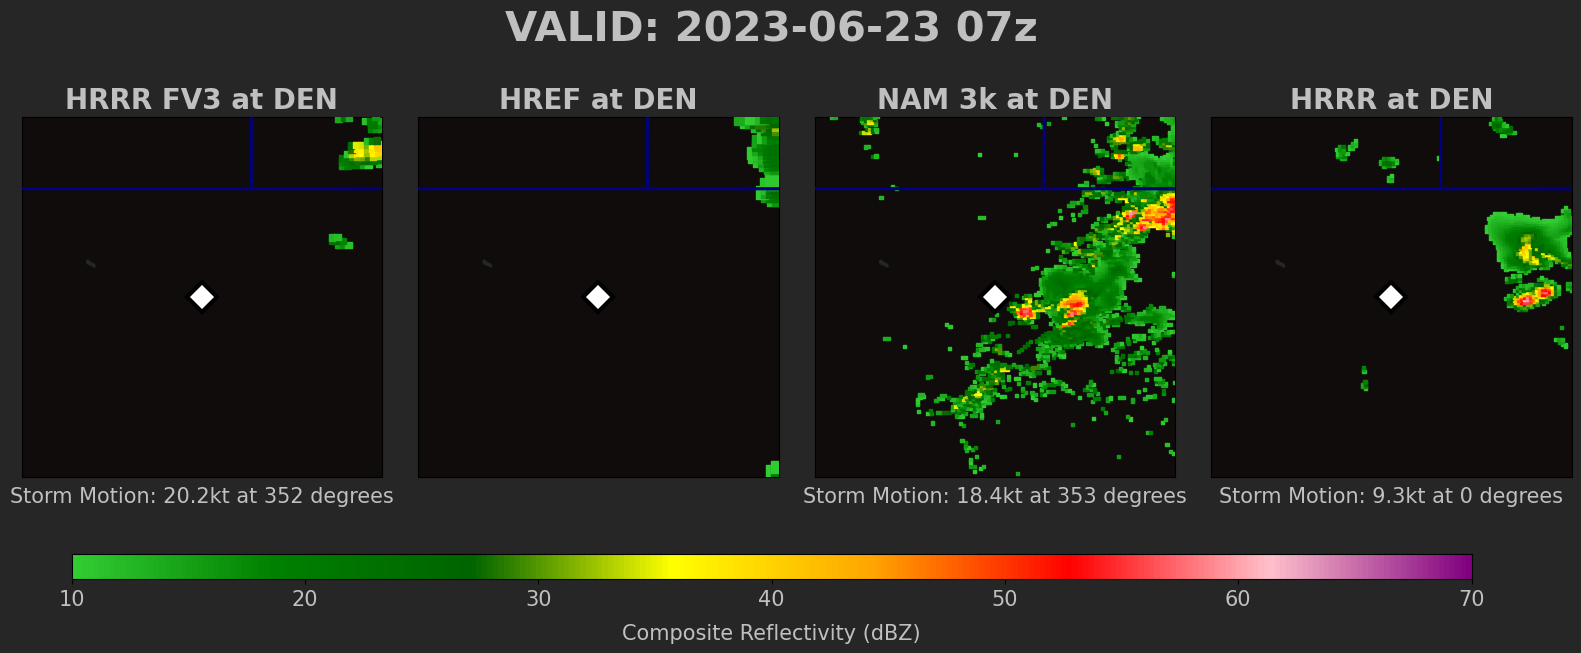 VALID: 2023-06-23 07z
HRRR FV3 at DEN
HREF at DEN
NAM 3k at DEN
HRRR at DEN
Storm Motion: 20.2kt at 352 degrees
Storm Motion: 18.4kt at 353 degrees
Storm Motion: 9.3kt at 0 degrees
10 20 30 40 50 60 70
Composite Reflectivity (dBZ)